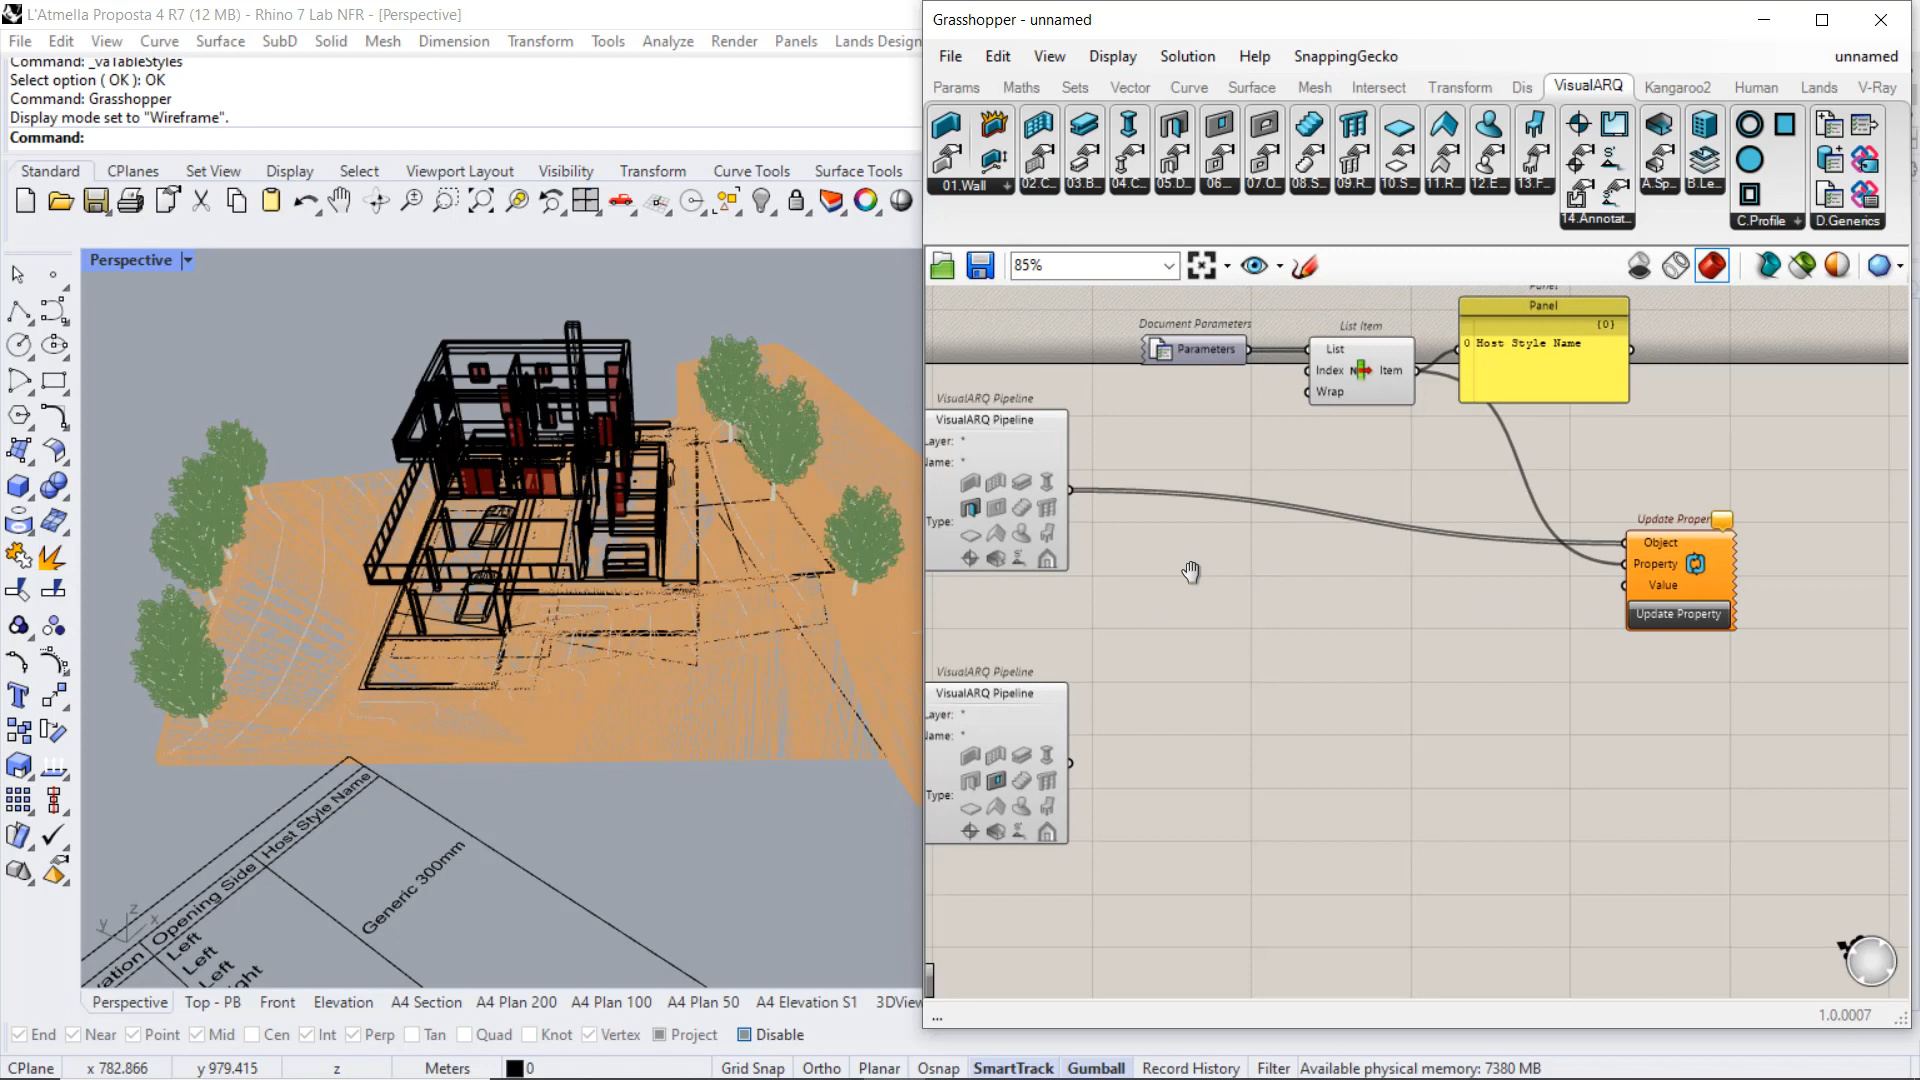 L'Atmella Proposta 4 R7 (12 MB) - Rhino 7 Lab NFR - [Perspective]
File Edit View Curve Surface SubD Solid Mesh Dimension Transform Tools Analyze Render Panels Lands Design
Command: _vaTableStyles
Select option ( OK ): OK
Command: Grasshopper
Display mode set to "Wireframe".
Command:
Standard CPlanes Set View Display Select Viewport Layout Visibility Transform Curve Tools Surface Tools
Perspective
z
y
x
Host Style Name
Opening Side
ation
Generic 300mm
Left
Left
ght
Perspective Top - PB Front Elevation A4 Section A4 Plan 200 A4 Plan 100 A4 Plan 50 A4 Elevation S1 3DView
End Near Point Mid Cen Int Perp Tan Quad Knot Vertex Project Disable
CPlane x 782.866 y 979.415 z Meters 0 Grid Snap Ortho Planar Osnap SmartTrack Gumball Record History Filter Available physical memory: 7380 MB
Grasshopper - unnamed
File Edit View Display Solution Help SnappingGecko unnamed
Params Maths Sets Vector Curve Surface Mesh Intersect Transform Dis VisualARQ Kangaroo2 Human Lands V-Ray
01.Wall 02.C... 03.B... 04.C... 05.D... 06.... 07.O... 08.S... 09.R... 10.S... 11.R... 12.E... 13.F... 14.Annotat... A.Sp... B.Le... C.Profile D.Generics
85%
Panel
Document Parameters
Parameters
List Item
List
Index
Wrap
N
Item
Panel
{0}
0 Host Style Name
VisualARQ Pipeline
VisualARQ Pipeline
Layer: *
Name: *
Type:
Update Proper
Object
Property
Value
Update Property
VisualARQ Pipeline
VisualARQ Pipeline
Layer: *
Name: *
Type:
...
1.0.0007